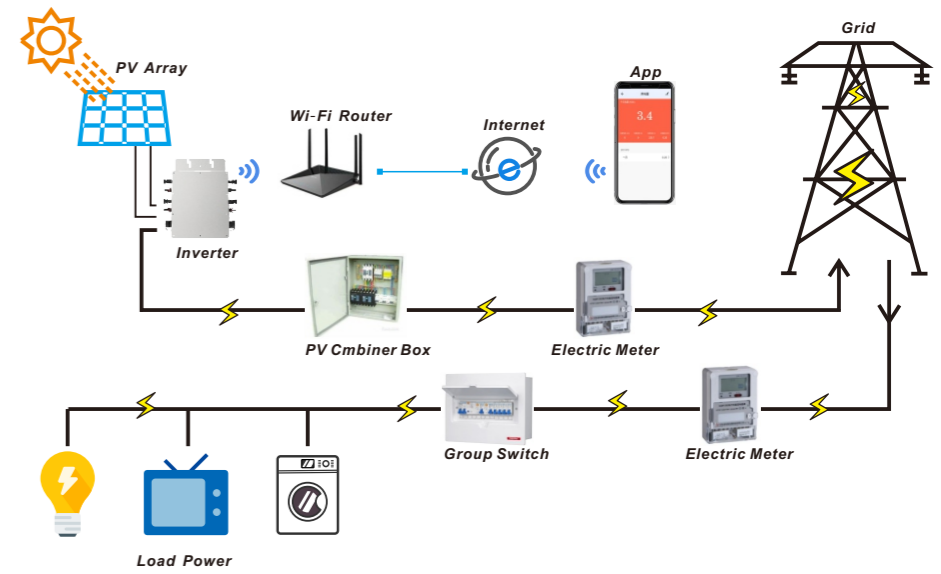 Grid
PV Array
App
Wi-Fi Router
Internet
3.4
Inverter
PV Cmbiner Box
Electric Meter
Group Switch
Electric Meter
Load Power